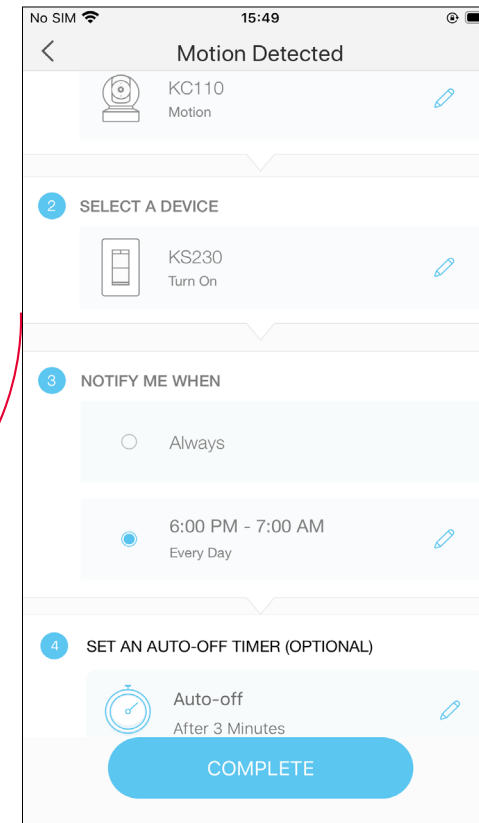 No SIM 15:49
Motion Detected
KC110
Motion
2 SELECT A DEVICE
KS230
Turn On
3 NOTIFY ME WHEN
Always
6:00 PM - 7:00 AM
Every Day
4 SET AN AUTO-OFF TIMER (OPTIONAL)
Auto-off
After 3 Minutes
COMPLETE